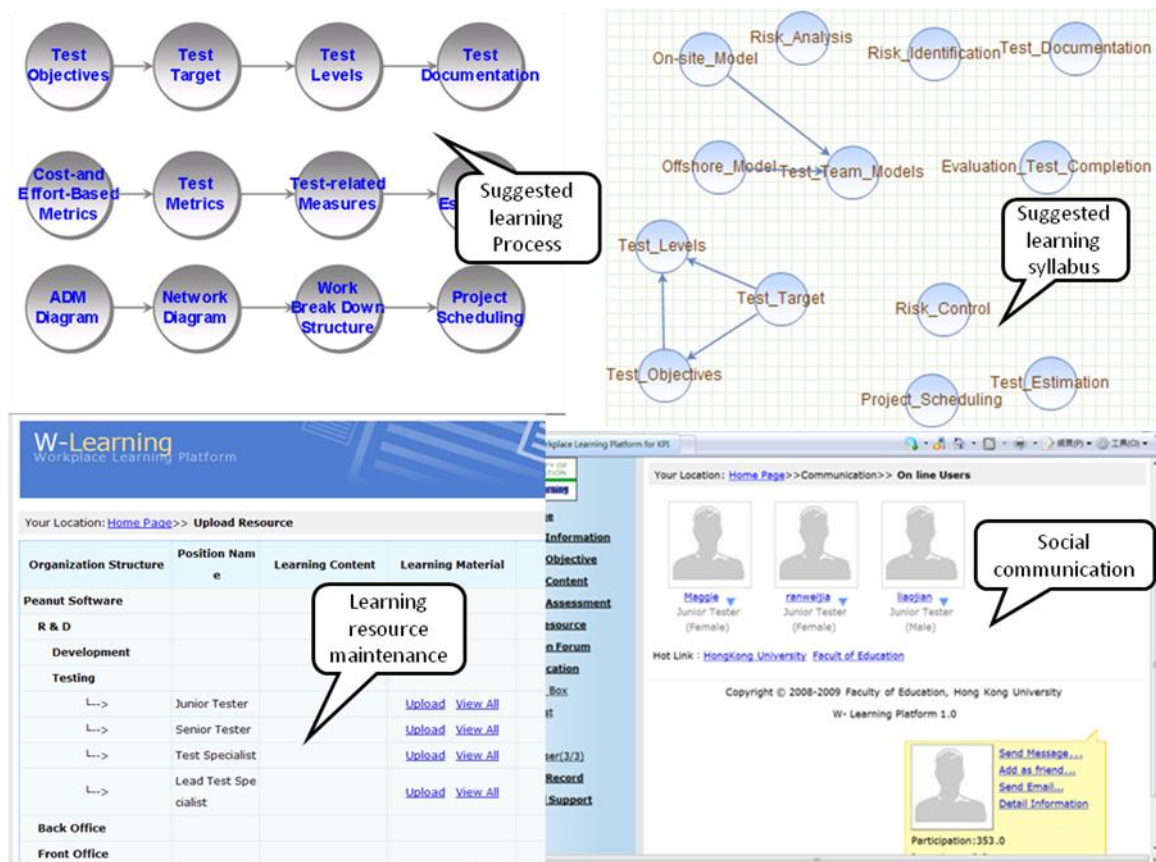 Test
Objectives
Test
Target
Test
Levels
Test
Documentation
Cost-and
Effort-Based
Metrics
Test
Metrics
Test-related
Measures
Suggested
learning
Process
ADM
Diagram
Network
Diagram
Work
Break Down
Structure
Project
Scheduling
Risk_Analysis
On-site_Model
Risk_Identification
Test_Documentation
Offshore_Model
Test_Team_Models
Evaluation_Test_Completion
Suggested
learning
syllabus
Test_Levels
Test_Target
Risk_Control
Test_Objectives
Project_Scheduling
Test_Estimation
W-Learning
Workplace Learning Platform
Your Location: Home Page>> Upload Resource
Organization Structure
Position Nam
e
Learning Content
Learning Material
Peanut Software
R & D
Development
Testing
Learning
resource
maintenance
Junior Tester Upload View All
Senior Tester Upload View All
Test Specialist Upload View All
Lead Test Spe
cialist Upload View All
Back Office
Front Office
Workplace Learning Platform for KPI
Information
Objective
Content
Assessment
Box
user(3/3)
Record
Support
Your Location: Home Page>>Communication>> On line Users
Social
communication
Maggie
Junior Tester
(Female)
ranweijia
Junior Tester
(Female)
liaojian
Junior Tester
(Male)
Hot Link : HongKong University Facult of Education
Copyright © 2008-2009 Faculty of Education, Hong Kong University
W- Learning Platform 1.0
Send Message...
Add as friend...
Send Email...
Detail Information
Participation:353.0